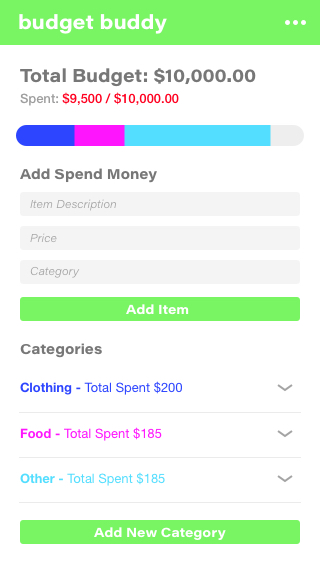 budget buddy
Total Budget: $10,000.00
Spent: $9,500 / $10,000.00
Add Spend Money
Item Description
Price
Category
Add Item
Categories
Clothing - Total Spent $200
Food - Total Spent $185
Other - Total Spent $185
Add New Category